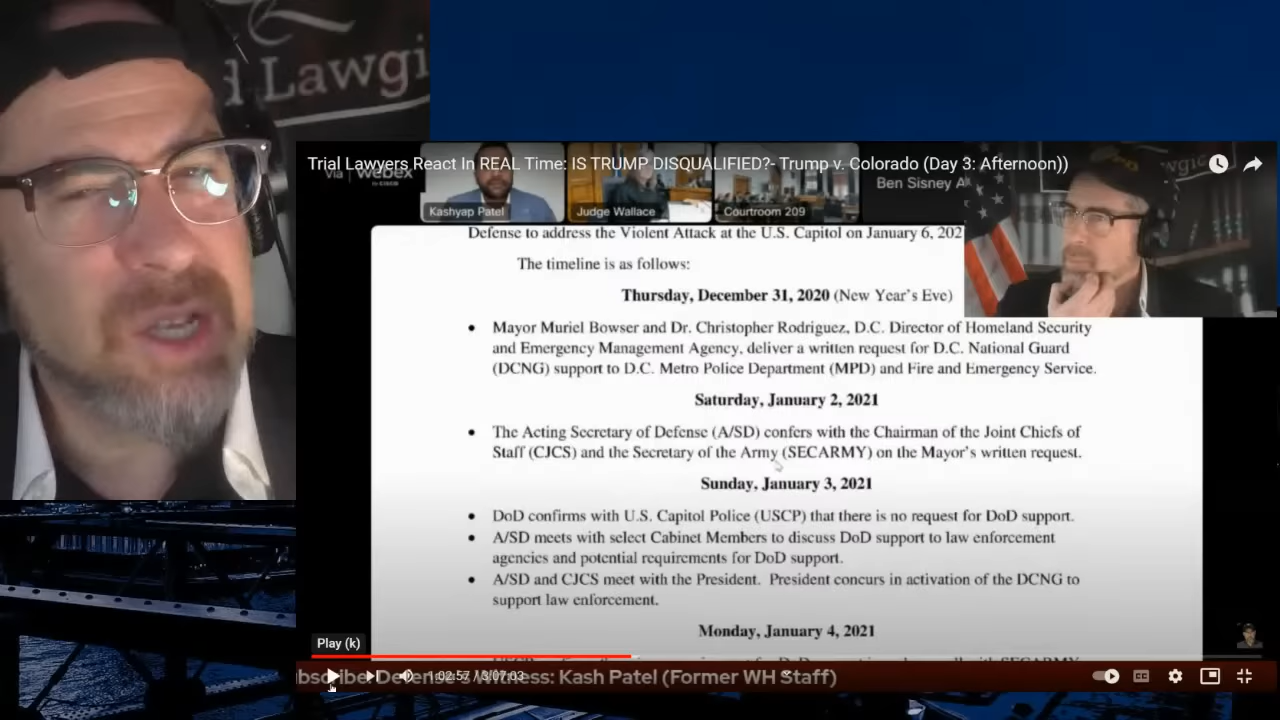 d Lawgi
Trial Lawyers React In REAL Time: IS TRUMP DISQUALIFIED?- Trump v. Colorado (Day 3: Afternoon))
via webex
by CISCO
Kashyap Patel
Judge Wallace
Courtroom 209
Ben Sisney
wgic
Defense to address the Violent Attack at the U.S. Capitol on January 6, 202
The timeline is as follows:
Thursday, December 31, 2020 (New Year's Eve)
• Mayor Muriel Bowser and Dr. Christopher Rodriguez, D.C. Director of Homeland Security
and Emergency Management Agency, deliver a written request for D.C. National Guard
(DCNG) support to D.C. Metro Police Department (MPD) and Fire and Emergency Service.
Saturday, January 2, 2021
• The Acting Secretary of Defense (A/SD) confers with the Chairman of the Joint Chiefs of
Staff (CJCS) and the Secretary of the Army (SECARMY) on the Mayor's written request.
Sunday, January 3, 2021
• DoD confirms with U.S. Capitol Police (USCP) that there is no request for DoD support.
• A/SD meets with select Cabinet Members to discuss DoD support to law enforcement
agencies and potential requirements for DoD support.
• A/SD and CJCS meet with the President. President concurs in activation of the DCNG to
support law enforcement.
Monday, January 4, 2021
Play (k)
ubscribe Defense Witness: Kash Patel (Former WH Staff)
1:02:57 / 3:07:03
CC